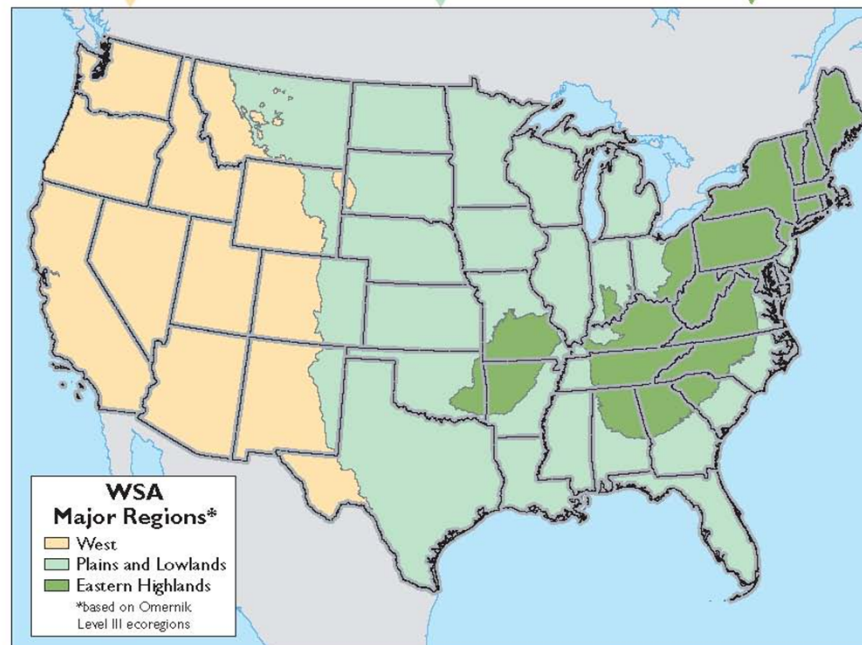 WSA
Major Regions*
West
Plains and Lowlands
Eastern Highlands
*based on Omernik
Level III ecoregions